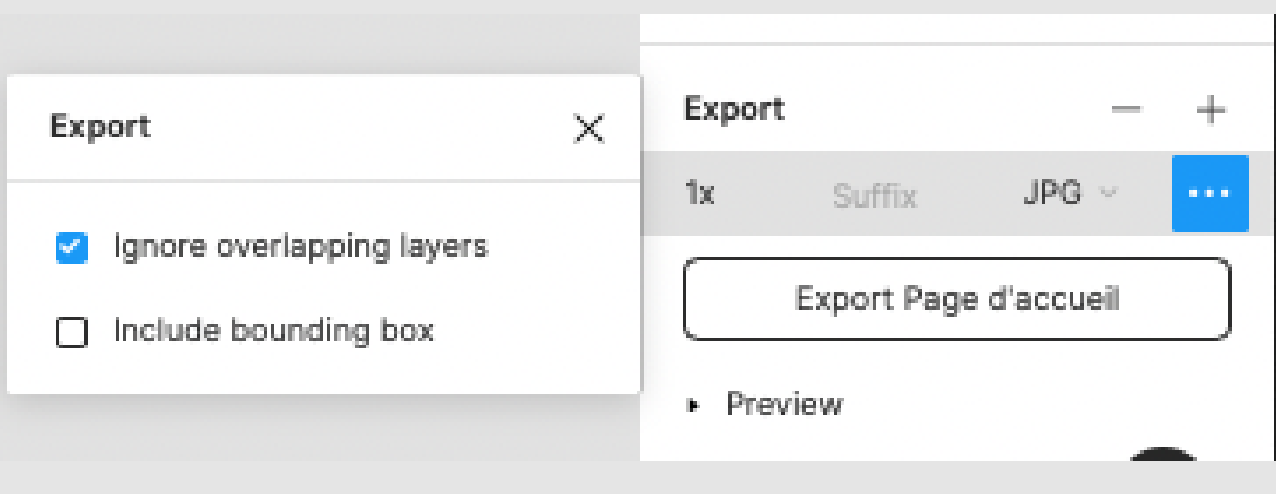 Export
Ignore overlapping layers
Include bounding box
Export
1x Suffix JPG
Export Page d'accueil
Preview